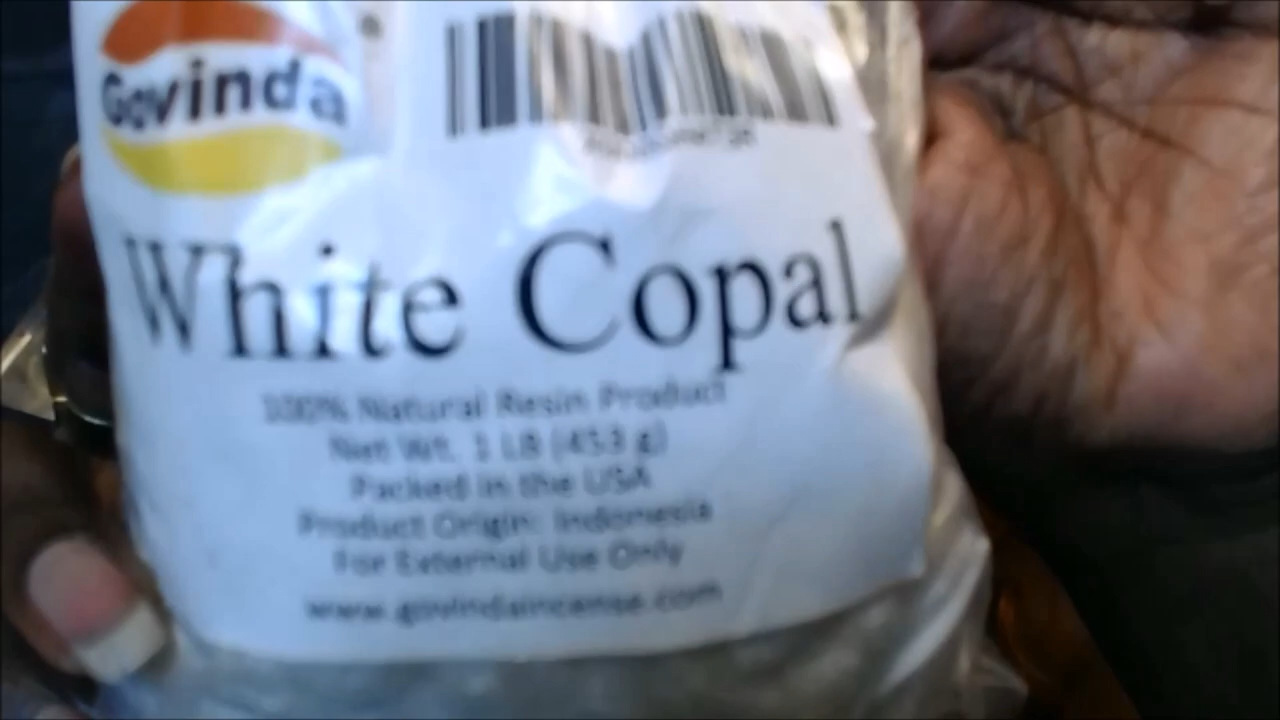 Govinda
White Copal
100% Natural Resin Product
Net Wt. 1 LB (453 g)
Packed in the USA
Product Origin: Indonesia
For External Use Only
www.govindaincense.com